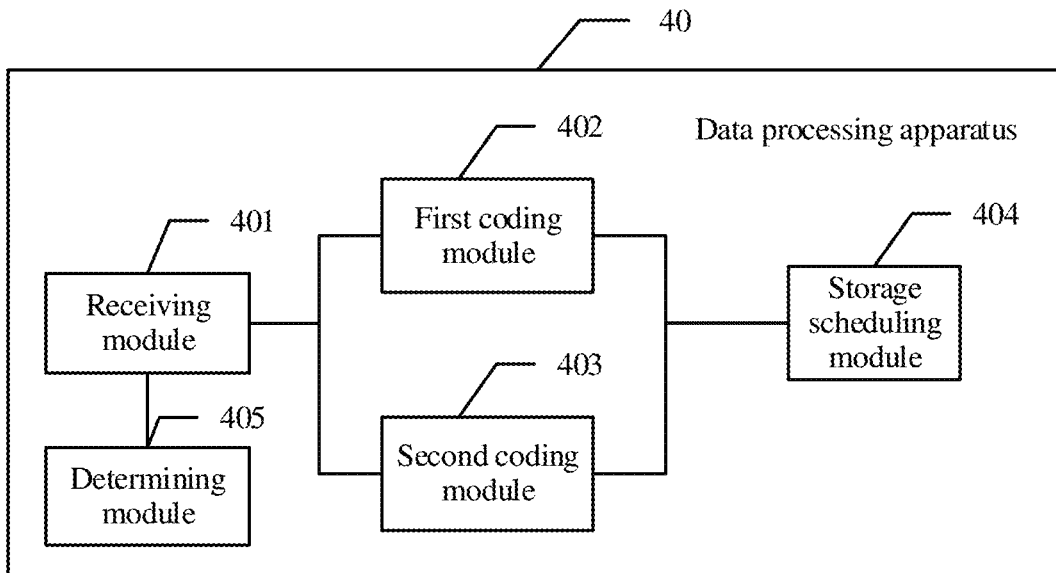 40
Data processing apparatus
402
First coding
module
401
Receiving
module
404
Storage
scheduling
module
403
Second coding
module
405
Determining
module